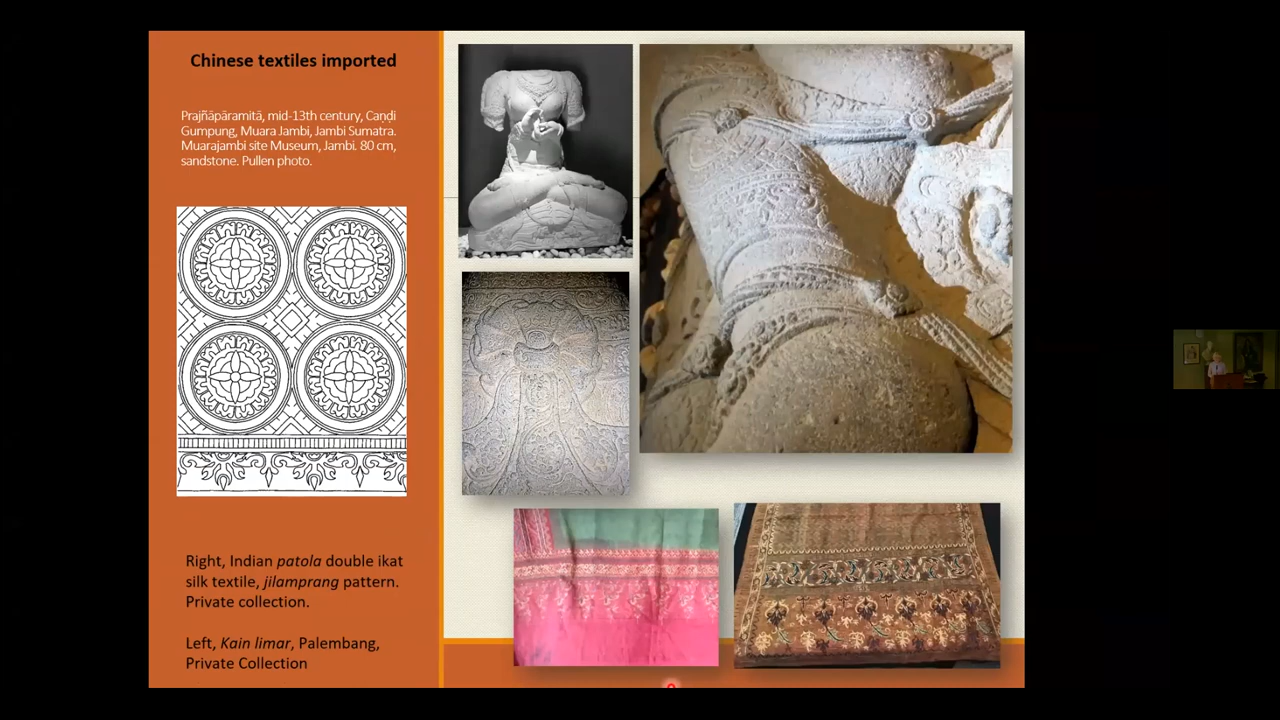 Chinese textiles imported
Prajñāpāramitā, mid-13th century, Caṇḍi
Gumpung, Muara Jambi, Jambi Sumatra.
Muarajambi site Museum, Jambi. 80 cm,
sandstone. Pullen photo.
Right, Indian patola double ikat
silk textile, jilamprang pattern.
Private collection.
Left, Kain limar, Palembang,
Private Collection